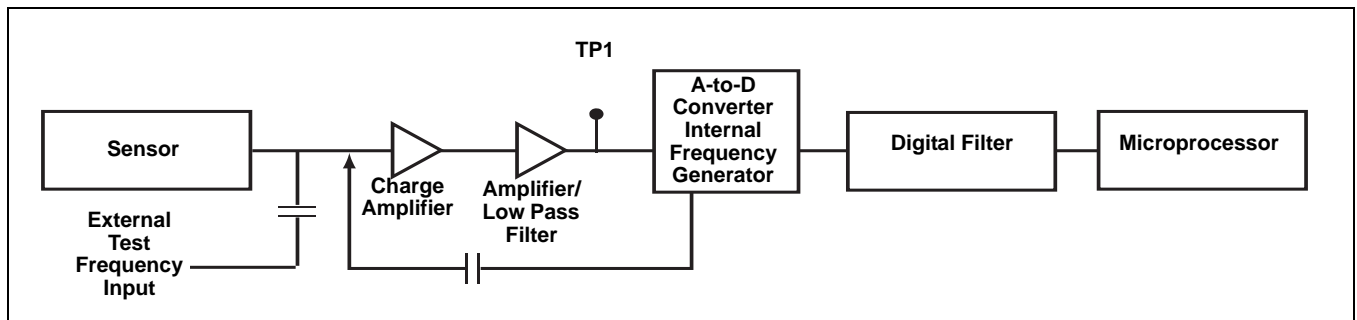 TP1
Sensor
External
Test
Frequency
Input
Charge
Amplifier
Amplifier/
Low Pass
Filter
A-to-D
Converter
Internal
Frequency
Generator
Digital Filter
Microprocessor